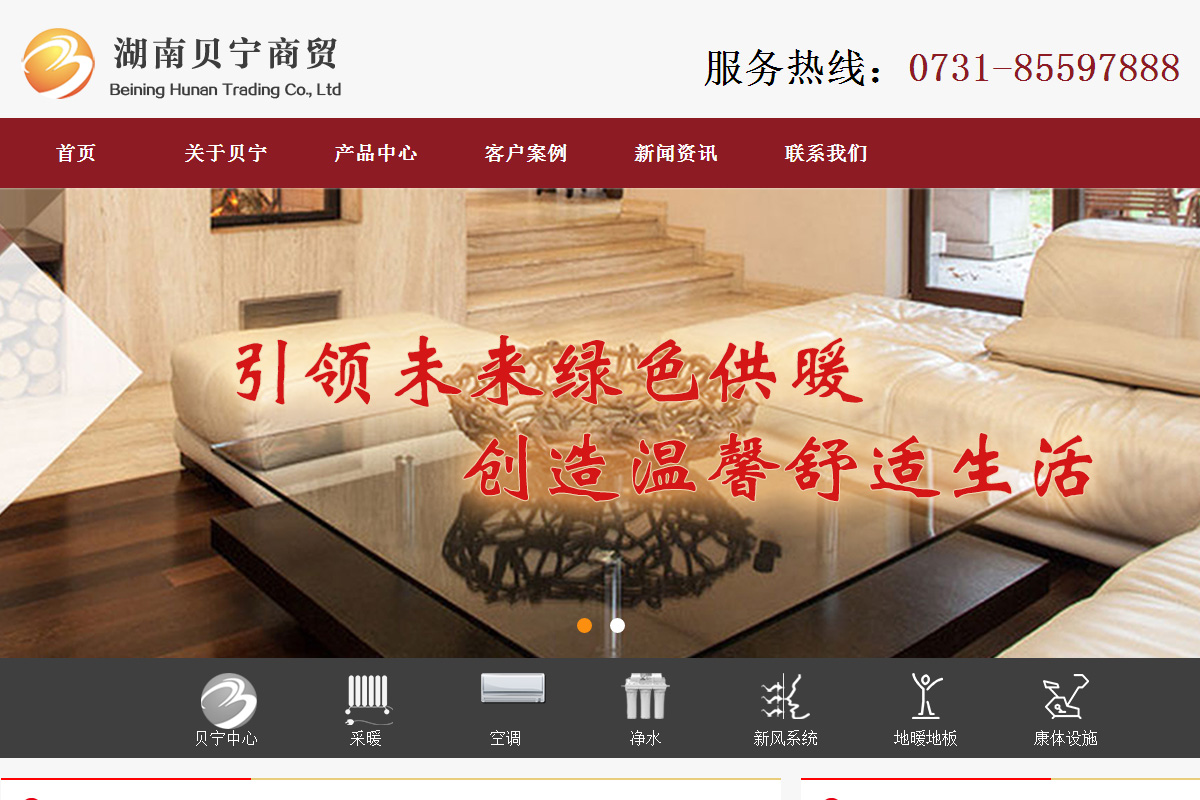 湖南贝宁商贸
Beining Hunan Trading Co., Ltd
服务热线：0731-85597888
首页 关于贝宁 产品中心 客户案例 新闻资讯 联系我们
引领未来绿色供暖
创造温馨舒适生活
贝宁中心 采暖 空调 净水 新风系统 地暖地板 康体设施